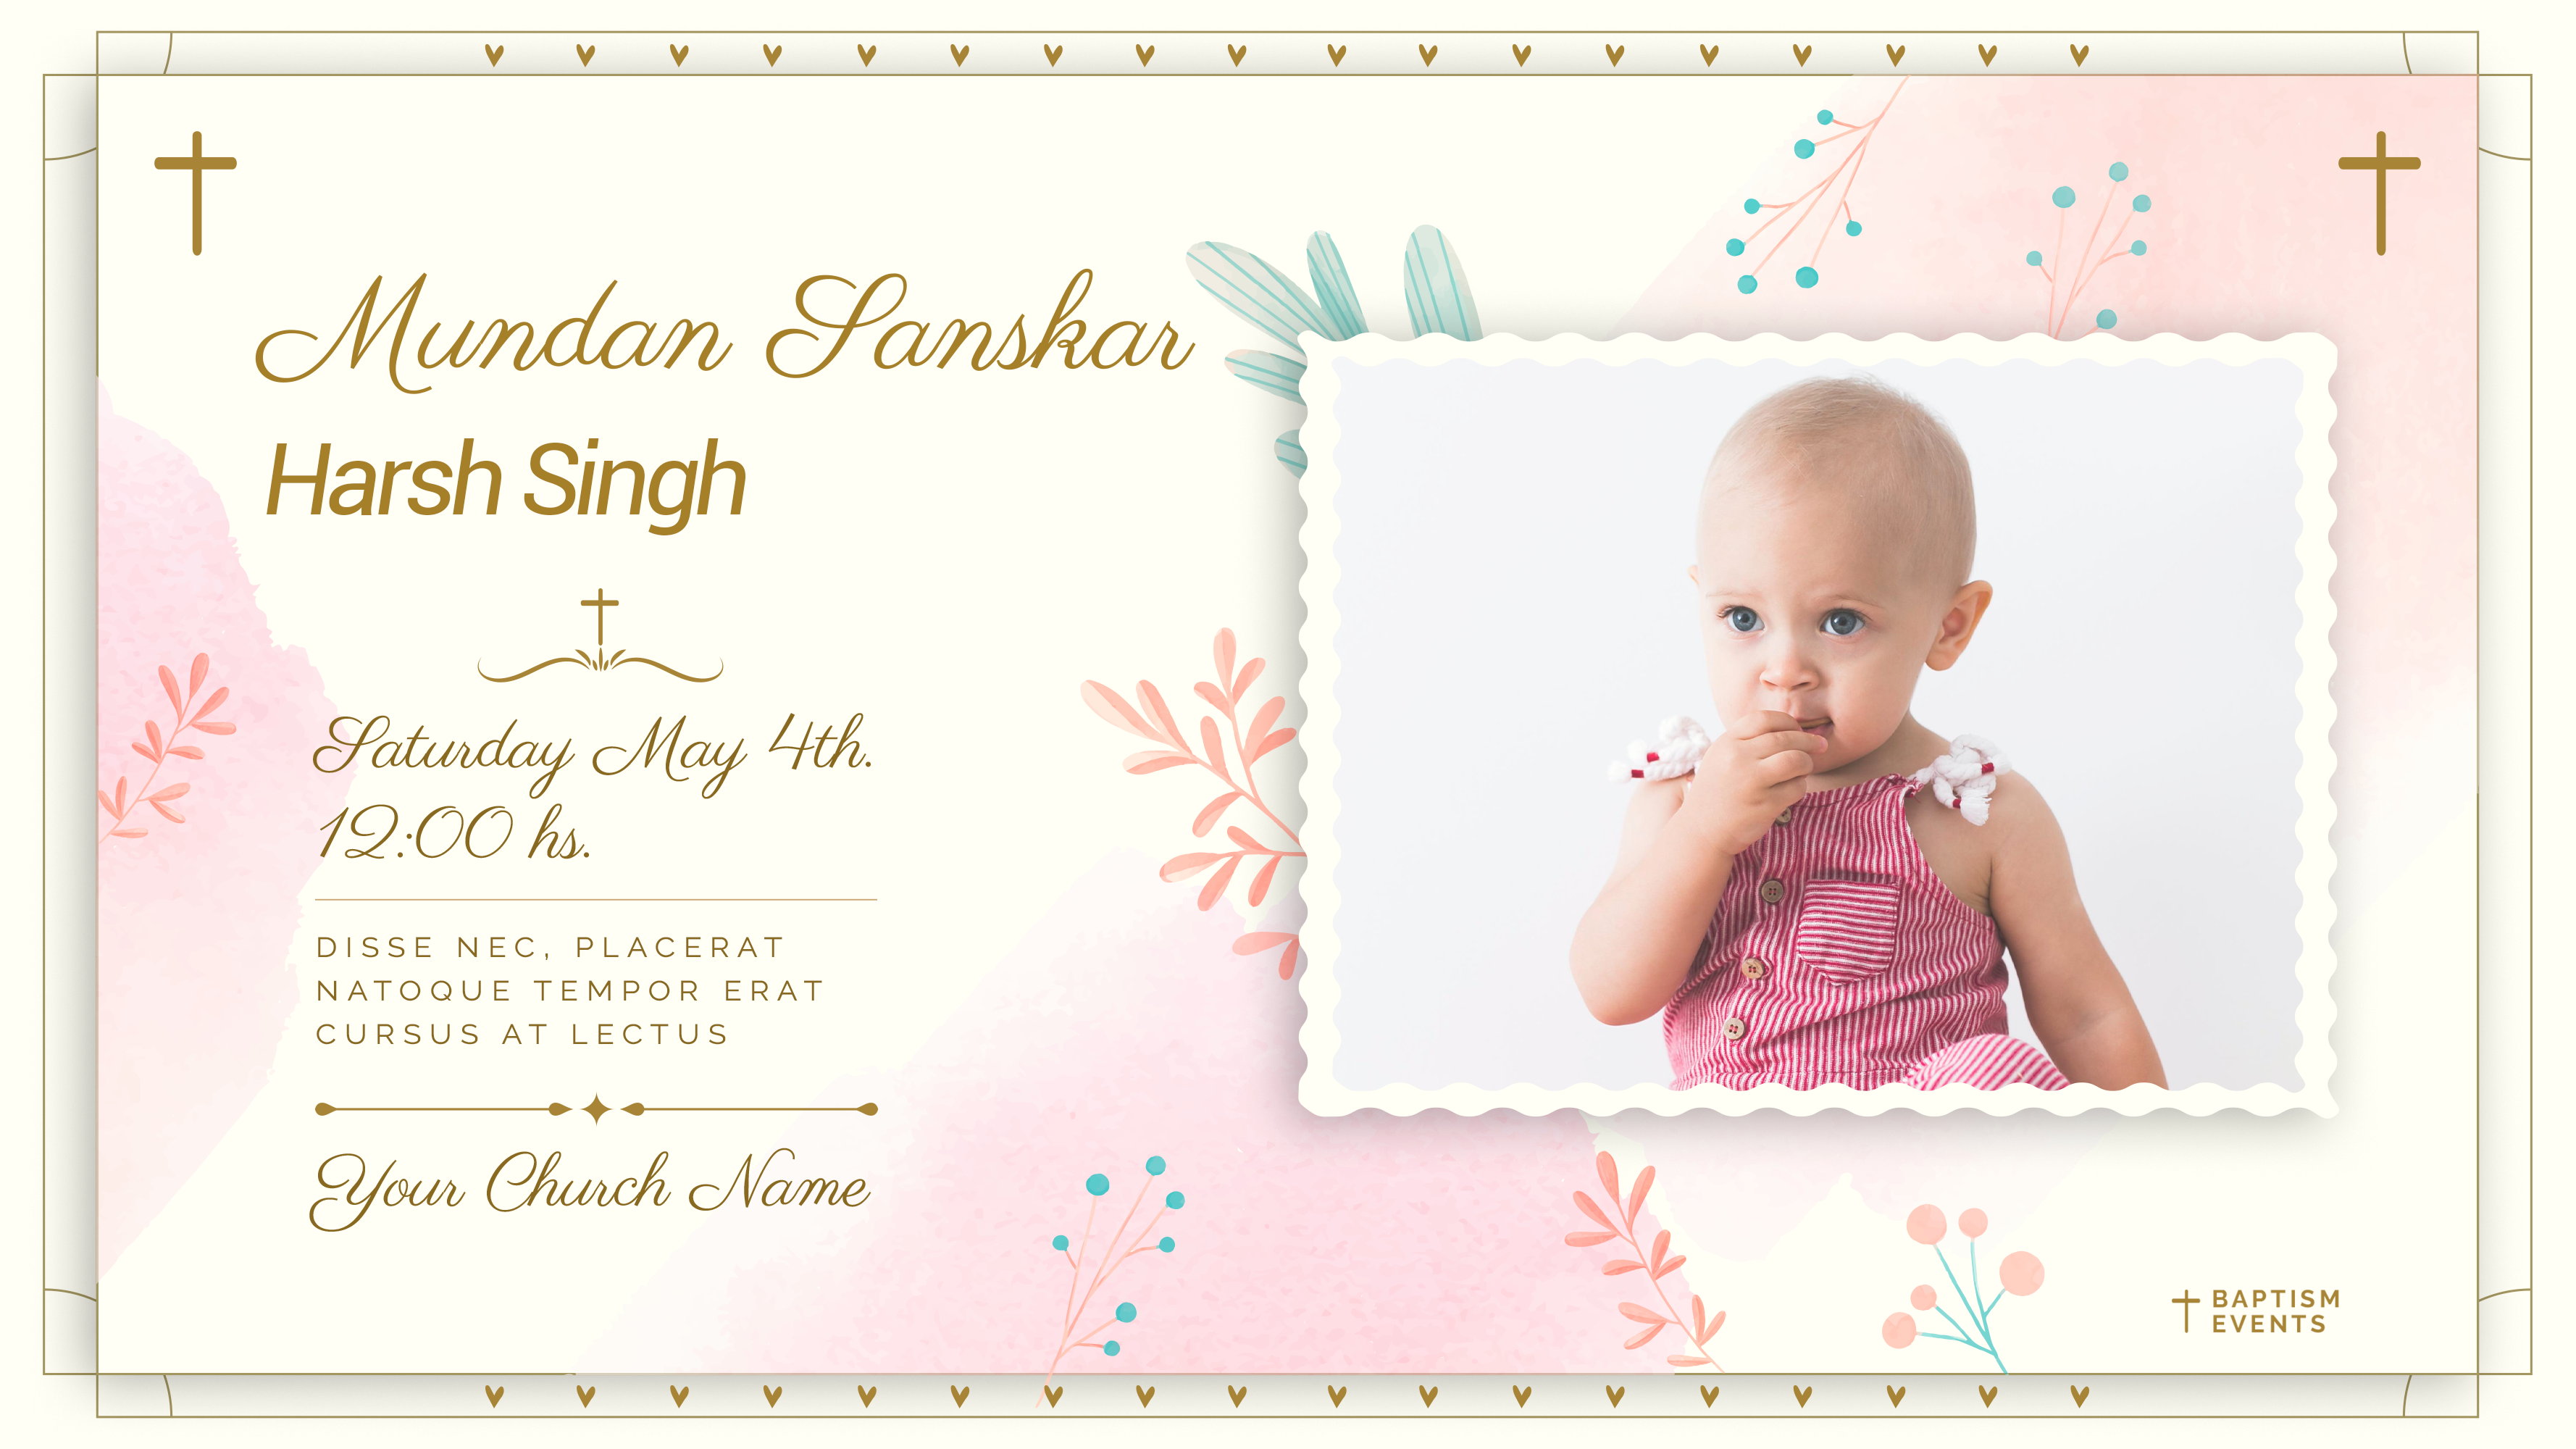 Mundan Sanskar
Harsh Singh
Saturday May 4th.
12:00 hs.
DISSE NEC, PLACERAT
NATOQUE TEMPOR ERAT
CURSUS AT LECTUS
Your Church Name
BAPTISM
EVENTS